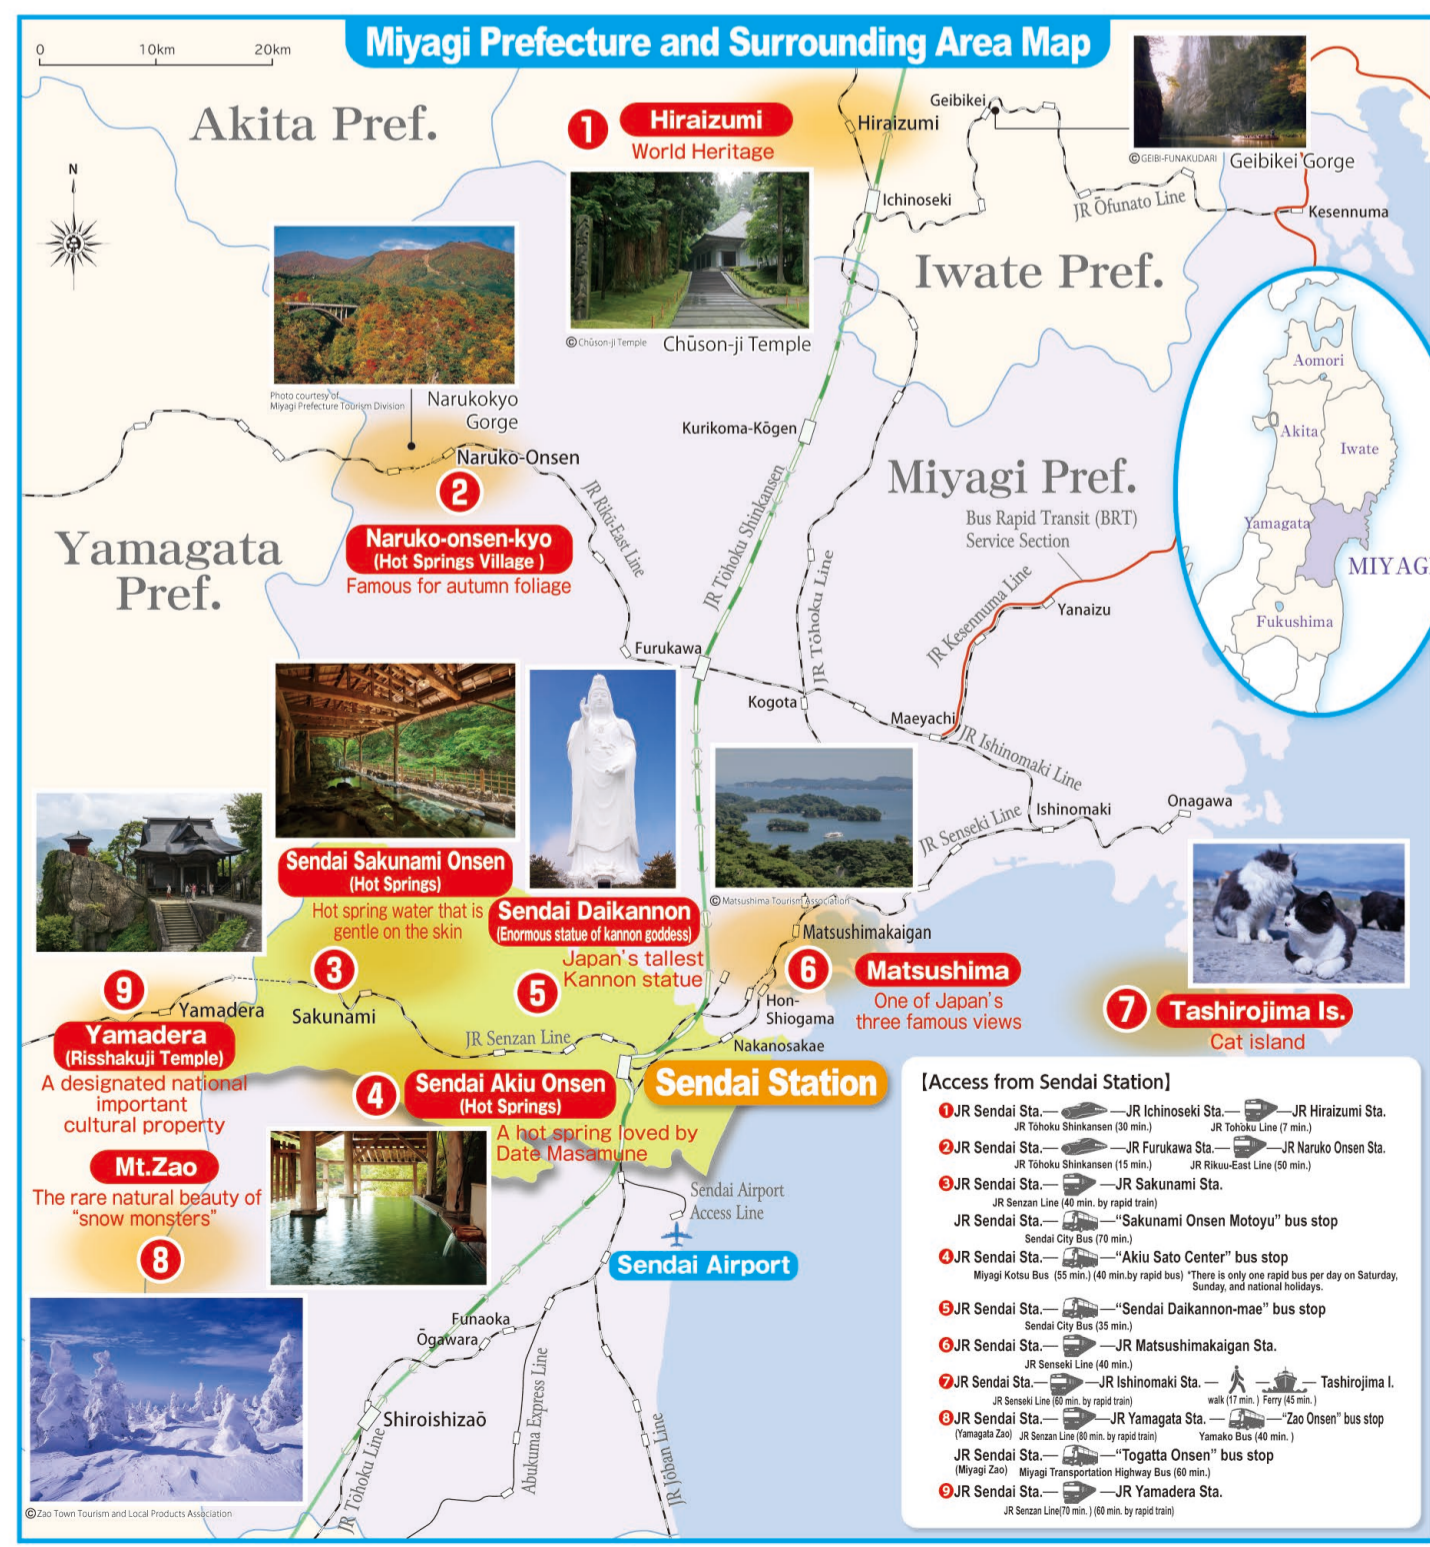 Miyagi Prefecture and Surrounding Area Map
0 10km 20km
N
Akita Pref.
1 Hiraizumi
World Heritage
Hiraizumi
Geibikei
© GEIBI-FUNAKUDARI Geibikei Gorge
Ichinoseki
JR Ōfunato Line
Kesennuma
Iwate Pref.
© Chūson-ji Temple Chūson-ji Temple
Photo courtesy of
Miyagi Prefecture Tourism Division
Narukokyo
Gorge
Kurikoma-Kōgen
Naruko-Onsen
2
Naruko-onsen-kyo
(Hot Springs Village )
Famous for autumn foliage
JR Rikū-East Line
JR Tōhoku Shinkansen
JR Tōhoku Line
Miyagi Pref.
Bus Rapid Transit (BRT)
Service Section
JR Kesennuma Line
Yanaizu
Yamagata
Pref.
Aomori
Akita
Iwate
Yamagata
MIYAG
Fukushima
Furukawa
Kogota
Maeyachi
JR Ishinomaki Line
JR Senseki Line
Ishinomaki
Onagawa
Sendai Sakunami Onsen
(Hot Springs)
Hot spring water that is
gentle on the skin
3
Sendai Daikannon
(Enormous statue of kannon goddess)
Japan's tallest
Kannon statue
5
© Matsushima Tourism Association
Matsushimakaigan
6 Matsushima
One of Japan's
three famous views
7 Tashirojima Is.
Cat island
9
Yamadera
Yamadera
(Risshakuji Temple)
A designated national
important
cultural property
Sakunami
JR Senzan Line
Hon-
Shiogama
Nakanosakae
Sendai Station
4 Sendai Akiu Onsen
(Hot Springs)
A hot spring loved by
Date Masamune
Mt.Zao
The rare natural beauty of
“snow monsters”
8
Sendai Airport
Access Line
Sendai Airport
Funaoka
Ōgawara
Shiroishizaō
JR Tōhoku Line
Abukuma Express Line
JR Jōban Line
© Zao Town Tourism and Local Products Association
【Access from Sendai Station】
1 JR Sendai Sta.— —JR Ichinoseki Sta.— —JR Hiraizumi Sta.
JR Tōhoku Shinkansen (30 min.) JR Tohoku Line (7 min.)
2 JR Sendai Sta.— —JR Furukawa Sta.— —JR Naruko Onsen Sta.
JR Tōhoku Shinkansen (15 min.) JR Rikuu-East Line (50 min.)
3 JR Sendai Sta.— —JR Sakunami Sta.
JR Senzan Line (40 min. by rapid train)
JR Sendai Sta.— —“Sakunami Onsen Motoyu” bus stop
Sendai City Bus (70 min.)
4 JR Sendai Sta.— —“Akiu Sato Center” bus stop
Miyagi Kotsu Bus (55 min.) (40 min.by rapid bus) *There is only one rapid bus per day on Saturday,
Sunday, and national holidays.
5 JR Sendai Sta.— —“Sendai Daikannon-mae” bus stop
Sendai City Bus (35 min.)
6 JR Sendai Sta.— —JR Matsushimakaigan Sta.
JR Senseki Line (40 min.)
7 JR Sendai Sta.— —JR Ishinomaki Sta. — — — Tashirojima I.
JR Senseki Line (60 min. by rapid train) walk (17 min. ) Ferry (45 min. )
8 JR Sendai Sta.— —JR Yamagata Sta. — —“Zao Onsen” bus stop
(Yamagata Zao) JR Senzan Line (80 min. by rapid train) Yamako Bus (40 min. )
JR Sendai Sta.— —“Togatta Onsen” bus stop
(Miyagi Zao) Miyagi Transportation Highway Bus (60 min.)
9 JR Sendai Sta.— —JR Yamadera Sta.
JR Senzan Line(70 min. ) (60 min. by rapid train)